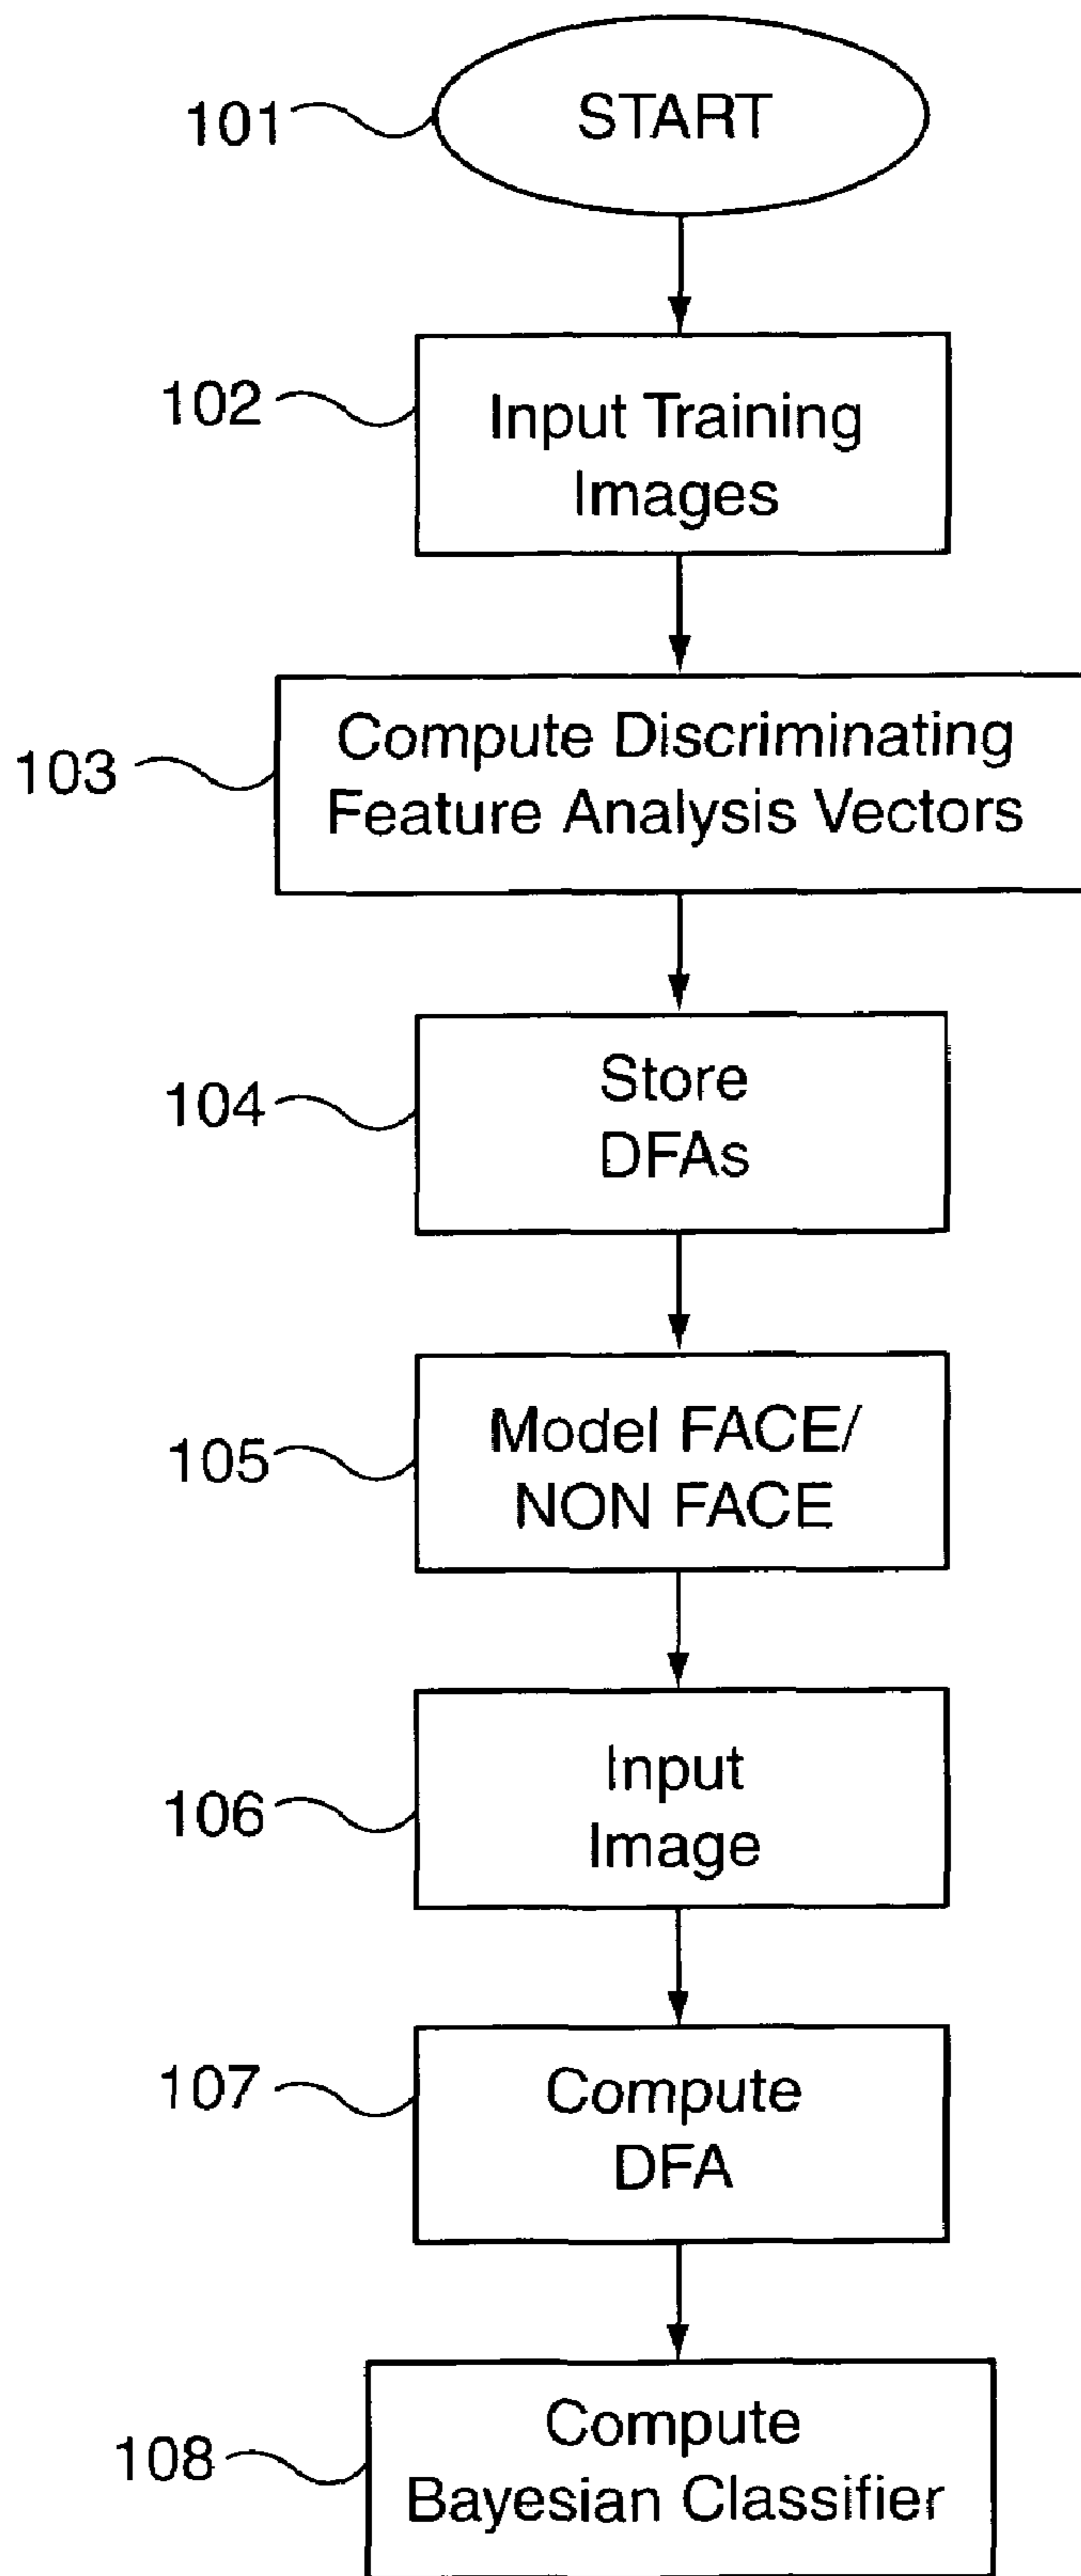 101
START
102
Input Training
Images
103
Compute Discriminating
Feature Analysis Vectors
104
Store
DFAs
105
Model FACE/
NON FACE
106
Input
Image
107
Compute
DFA
108
Compute
Bayesian Classifier